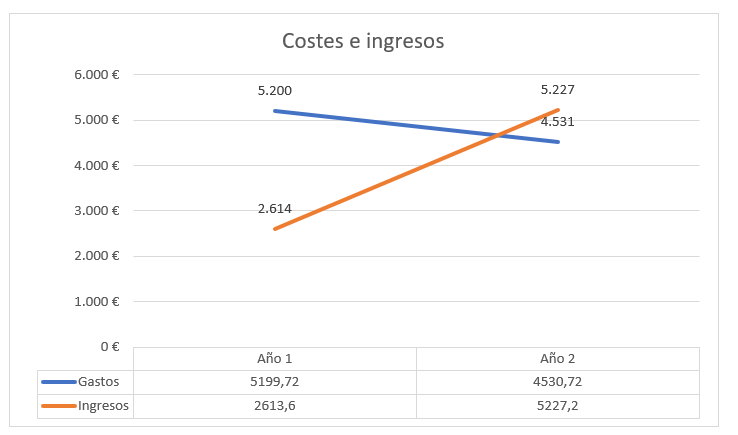 Costes e ingresos
6.000 €
5.000 €
4.000 €
3.000 €
2.000 €
1.000 €
0 €
5.200
5.227
4.531
2.614
Año 1 Año 2
Gastos 5199,72 4530,72
Ingresos 2613,6 5227,2